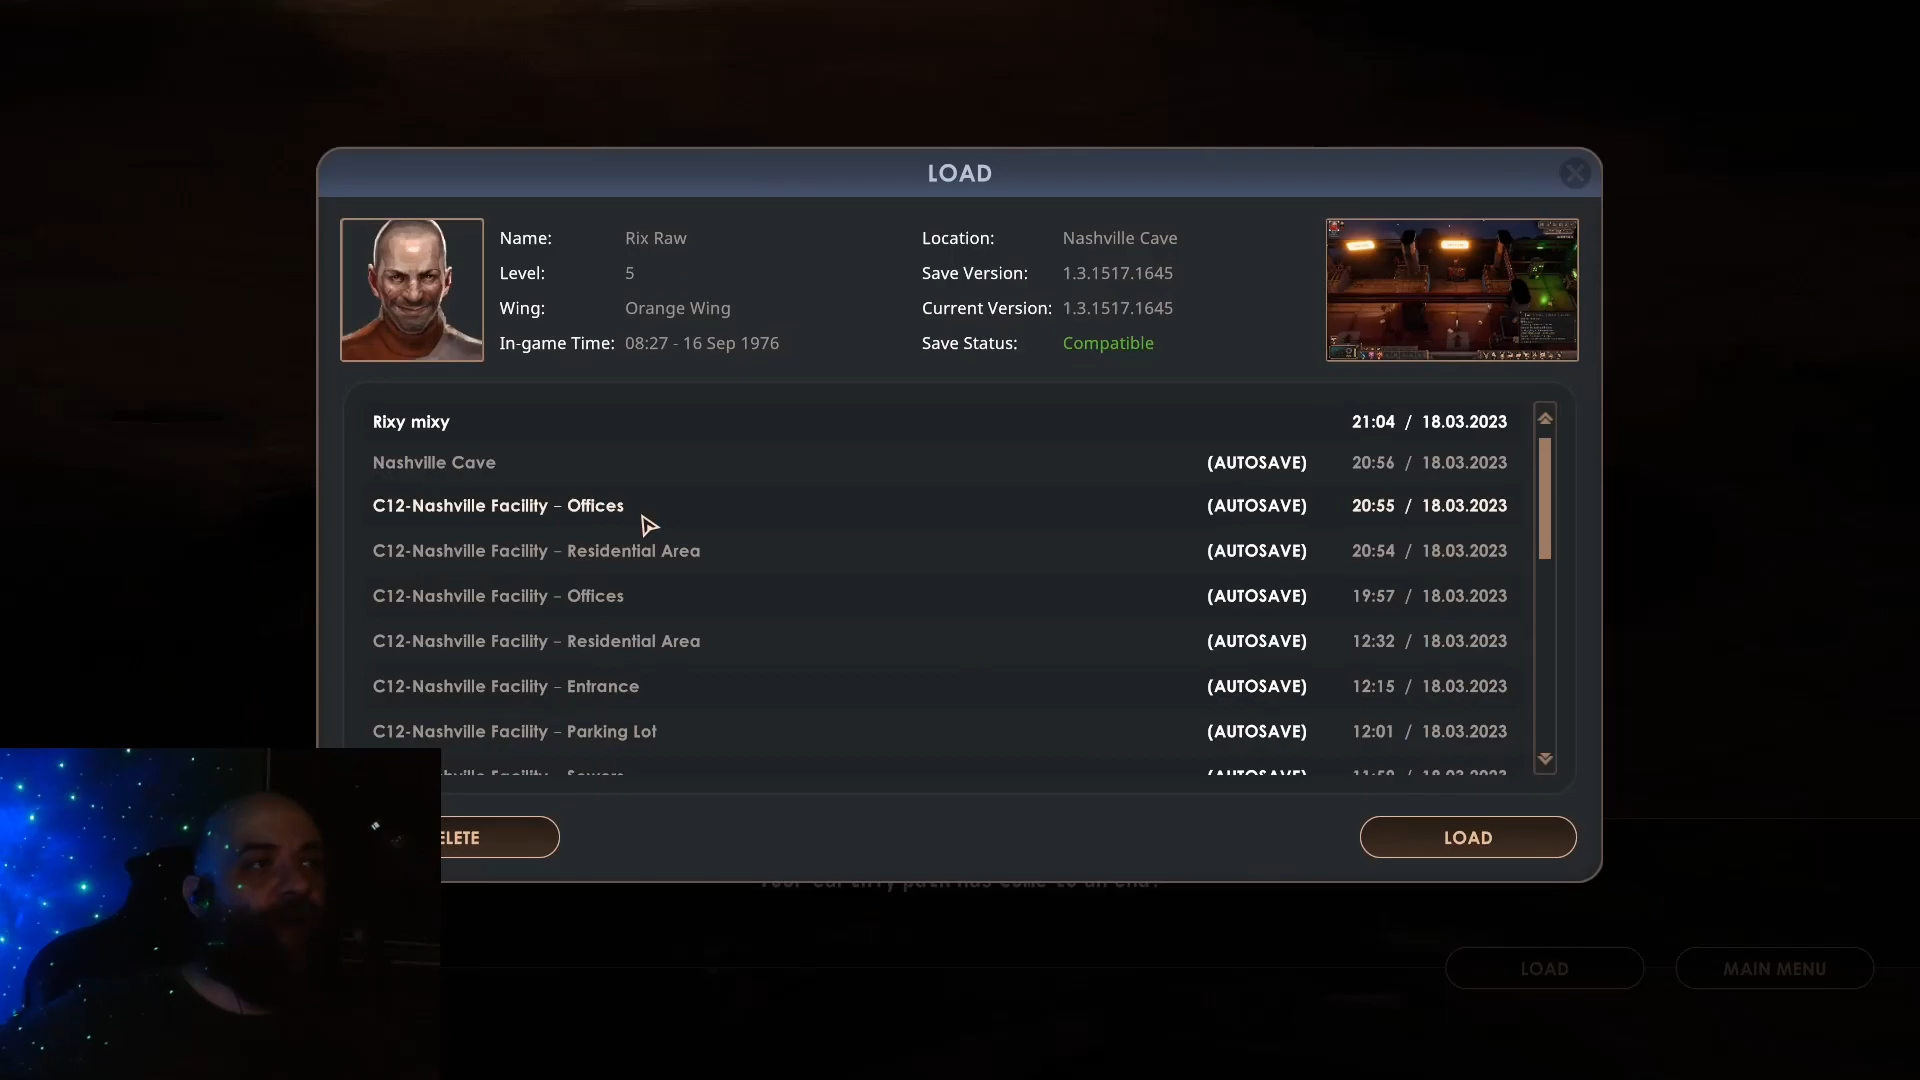 LOAD
Name: Rix Raw
Level: 5
Wing: Orange Wing
In-game Time: 08:27 - 16 Sep 1976
Location: Nashville Cave
Save Version: 1.3.1517.1645
Current Version: 1.3.1517.1645
Save Status: Compatible
Rixy mixy 21:04 / 18.03.2023
Nashville Cave (AUTOSAVE) 20:56 / 18.03.2023
C12-Nashville Facility – Offices (AUTOSAVE) 20:55 / 18.03.2023
C12-Nashville Facility – Residential Area (AUTOSAVE) 20:54 / 18.03.2023
C12-Nashville Facility – Offices (AUTOSAVE) 19:57 / 18.03.2023
C12-Nashville Facility – Residential Area (AUTOSAVE) 12:32 / 18.03.2023
C12-Nashville Facility – Entrance (AUTOSAVE) 12:15 / 18.03.2023
C12-Nashville Facility – Parking Lot (AUTOSAVE) 12:01 / 18.03.2023
ELETE
LOAD
LOAD
MAIN MENU